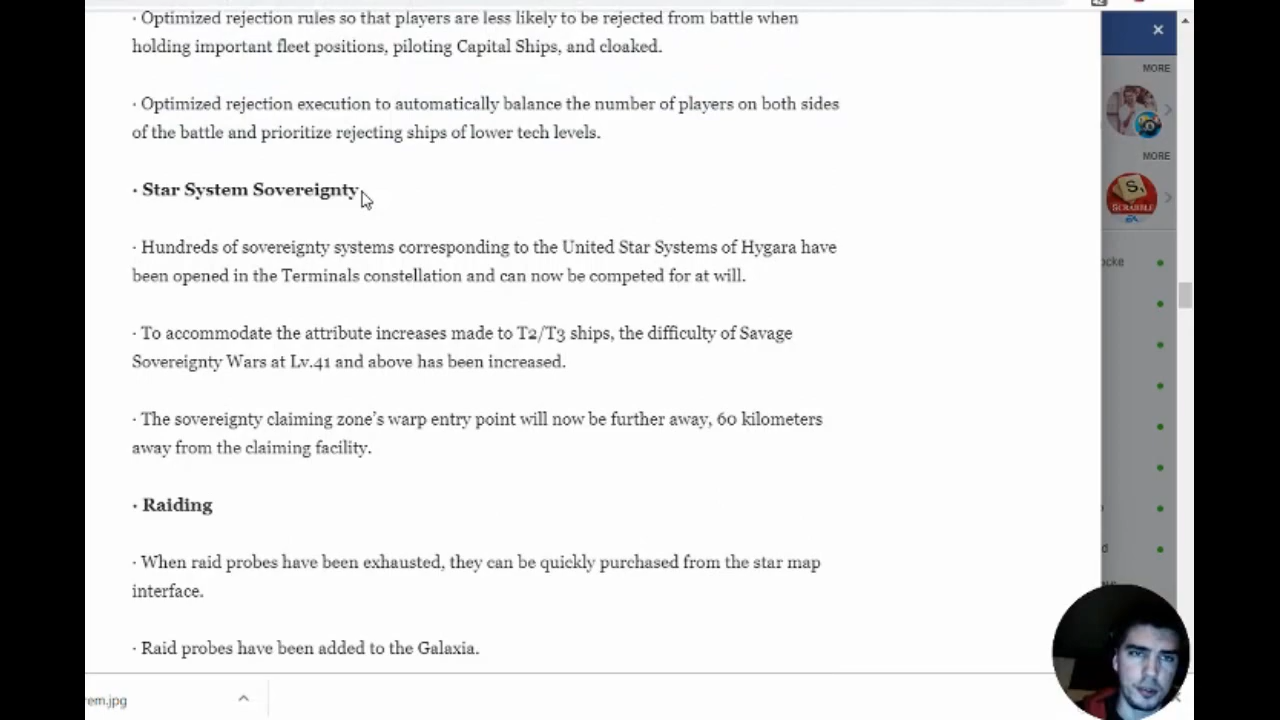 · Optimized rejection rules so that players are less likely to be rejected from battle when
holding important fleet positions, piloting Capital Ships, and cloaked.
· Optimized rejection execution to automatically balance the number of players on both sides
of the battle and prioritize rejecting ships of lower tech levels.
· Star System Sovereignty
· Hundreds of sovereignty systems corresponding to the United Star Systems of Hygara have
been opened in the Terminals constellation and can now be competed for at will.
· To accommodate the attribute increases made to T2/T3 ships, the difficulty of Savage
Sovereignty Wars at Lv.41 and above has been increased.
· The sovereignty claiming zone's warp entry point will now be further away, 60 kilometers
away from the claiming facility.
· Raiding
· When raid probes have been exhausted, they can be quickly purchased from the star map
interface.
· Raid probes have been added to the Galaxia.
MORE
MORE
S
SCRABBLE
EA
ocke
d
rem.jpg